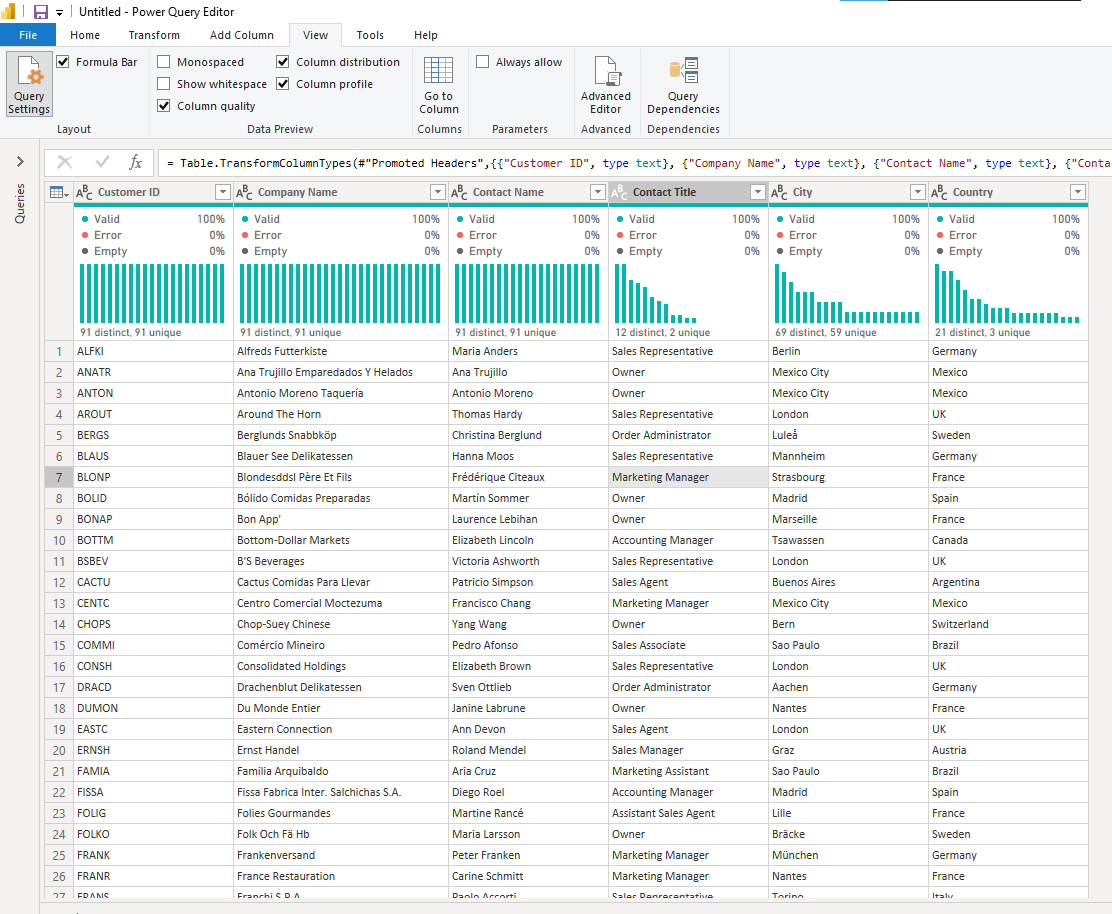 Untitled - Power Query Editor
File Home Transform Add Column View Tools Help
Query Settings
Formula Bar
Layout
Monospaced
Show whitespace
Column quality
Column distribution
Column profile
Data Preview
Go to Column
Columns
Always allow
Parameters
Advanced Editor
Advanced
Query Dependencies
Dependencies
Queries
fx = Table.TransformColumnTypes(#"Promoted Headers",{{"Customer ID", type text}, {"Company Name", type text}, {"Contact Name", type text}, {"Conta
ABC Customer ID ABC Company Name ABC Contact Name ABC Contact Title ABC City ABC Country
Valid 100% Valid 100% Valid 100% Valid 100% Valid 100% Valid 100%
Error 0% Error 0% Error 0% Error 0% Error 0% Error 0%
Empty 0% Empty 0% Empty 0% Empty 0% Empty 0% Empty 0%
91 distinct, 91 unique 91 distinct, 91 unique 91 distinct, 91 unique 12 distinct, 2 unique 69 distinct, 59 unique 21 distinct, 3 unique
1 ALFKI Alfreds Futterkiste Maria Anders Sales Representative Berlin Germany
2 ANATR Ana Trujillo Emparedados Y Helados Ana Trujillo Owner Mexico City Mexico
3 ANTON Antonio Moreno Taquería Antonio Moreno Owner Mexico City Mexico
4 AROUT Around The Horn Thomas Hardy Sales Representative London UK
5 BERGS Berglunds Snabbköp Christina Berglund Order Administrator Luleå Sweden
6 BLAUS Blauer See Delikatessen Hanna Moos Sales Representative Mannheim Germany
7 BLONP Blondesddsl Père Et Fils Frédérique Citeaux Marketing Manager Strasbourg France
8 BOLID Bólido Comidas Preparadas Martín Sommer Owner Madrid Spain
9 BONAP Bon App' Laurence Lebihan Owner Marseille France
10 BOTTM Bottom-Dollar Markets Elizabeth Lincoln Accounting Manager Tsawassen Canada
11 BSBEV B'S Beverages Victoria Ashworth Sales Representative London UK
12 CACTU Cactus Comidas Para Llevar Patricio Simpson Sales Agent Buenos Aires Argentina
13 CENTC Centro Comercial Moctezuma Francisco Chang Marketing Manager Mexico City Mexico
14 CHOPS Chop-Suey Chinese Yang Wang Owner Bern Switzerland
15 COMMI Comércio Mineiro Pedro Afonso Sales Associate Sao Paulo Brazil
16 CONSH Consolidated Holdings Elizabeth Brown Sales Representative London UK
17 DRACD Drachenblut Delikatessen Sven Ottlieb Order Administrator Aachen Germany
18 DUMON Du Monde Entier Janine Labrune Owner Nantes France
19 EASTC Eastern Connection Ann Devon Sales Agent London UK
20 ERNSH Ernst Handel Roland Mendel Sales Manager Graz Austria
21 FAMIA Familia Arquibaldo Aria Cruz Marketing Assistant Sao Paulo Brazil
22 FISSA Fissa Fabrica Inter. Salchichas S.A. Diego Roel Accounting Manager Madrid Spain
23 FOLIG Folies Gourmandes Martine Rancé Assistant Sales Agent Lille France
24 FOLKO Folk Och Fä Hb Maria Larsson Owner Bräcke Sweden
25 FRANK Frankenversand Peter Franken Marketing Manager München Germany
26 FRANR France Restauration Carine Schmitt Marketing Manager Nantes France
27 FRANS Franchi S.P.A. Paolo Accorti Sales Representative Torino Italy